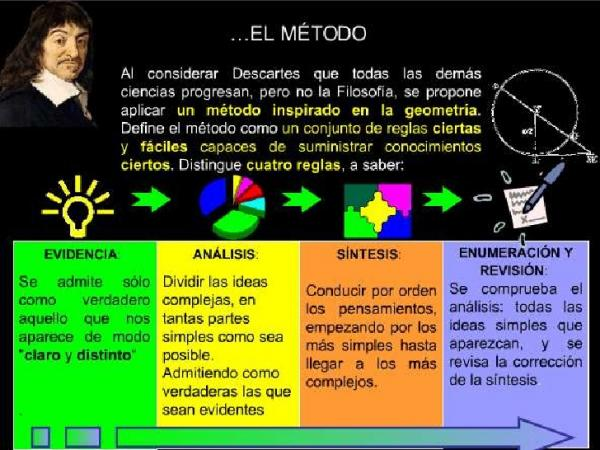 ...EL MÉTODO
Al considerar Descartes que todas las demás
ciencias progresan, pero no la Filosofía, se propone
aplicar un método inspirado en la geometría.
Define el método como un conjunto de reglas ciertas
y fáciles capaces de suministrar conocimientos
ciertos. Distingue cuatro reglas, a saber:
EVIDENCIA:
Se admite sólo
como verdadero
aquello que nos
aparece de modo
"claro y distinto"
.
ANÁLISIS:
Dividir las ideas
complejas, en
tantas partes
simples como sea
posible.
Admitiendo como
verdaderas las que
sean evidentes
SÍNTESIS:
Conducir por orden
los pensamientos,
empezando por los
más simples hasta
llegar a los más
complejos.
ENUMERACIÓN Y
REVISIÓN:
Se comprueba el
análisis: todas las
ideas simples que
aparezcan, y se
revisa la corrección
de la síntesis.